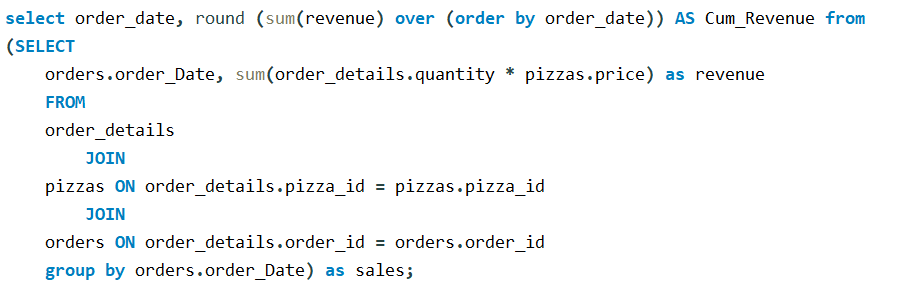 select order_date, round (sum(revenue) over (order by order_date)) AS Cum_Revenue from
(SELECT
orders.order_Date, sum(order_details.quantity * pizzas.price) as revenue
FROM
order_details
JOIN
pizzas ON order_details.pizza_id = pizzas.pizza_id
JOIN
orders ON order_details.order_id = orders.order_id
group by orders.order_Date) as sales;